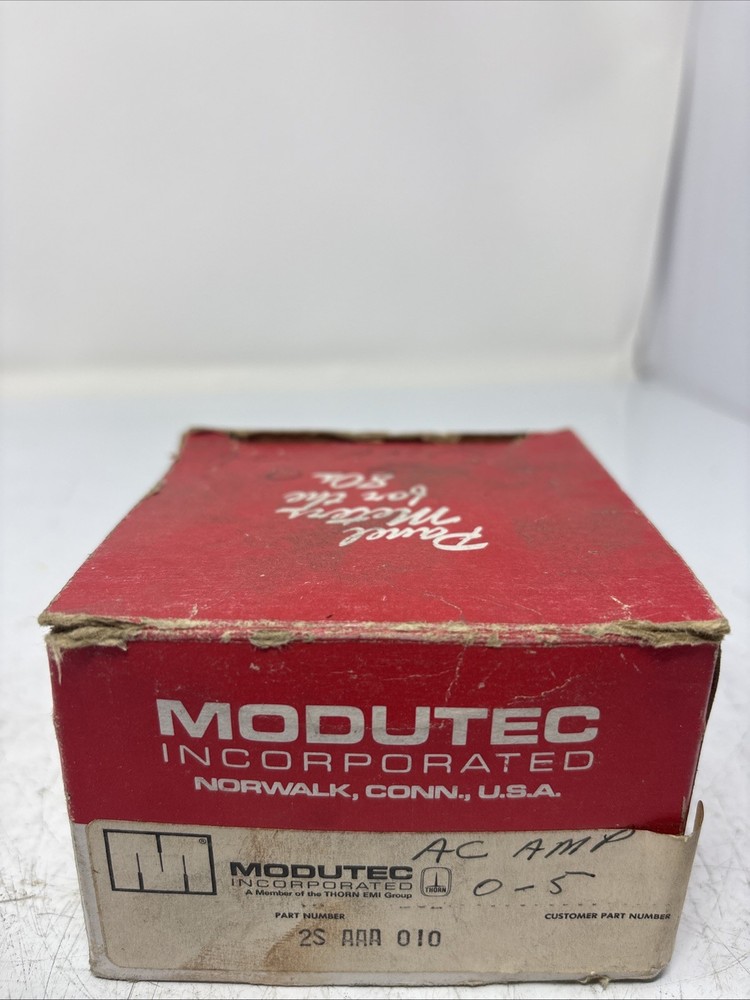 Panel
Meters
for the
80s
MODUTEC
INCORPORATED
NORWALK, CONN., U.S.A.
AC AMP
MODUTEC
INCORPORATED
THORN
0-5
A Member of the THORN EMI Group
PART NUMBER
CUSTOMER PART NUMBER
2S AAA 010